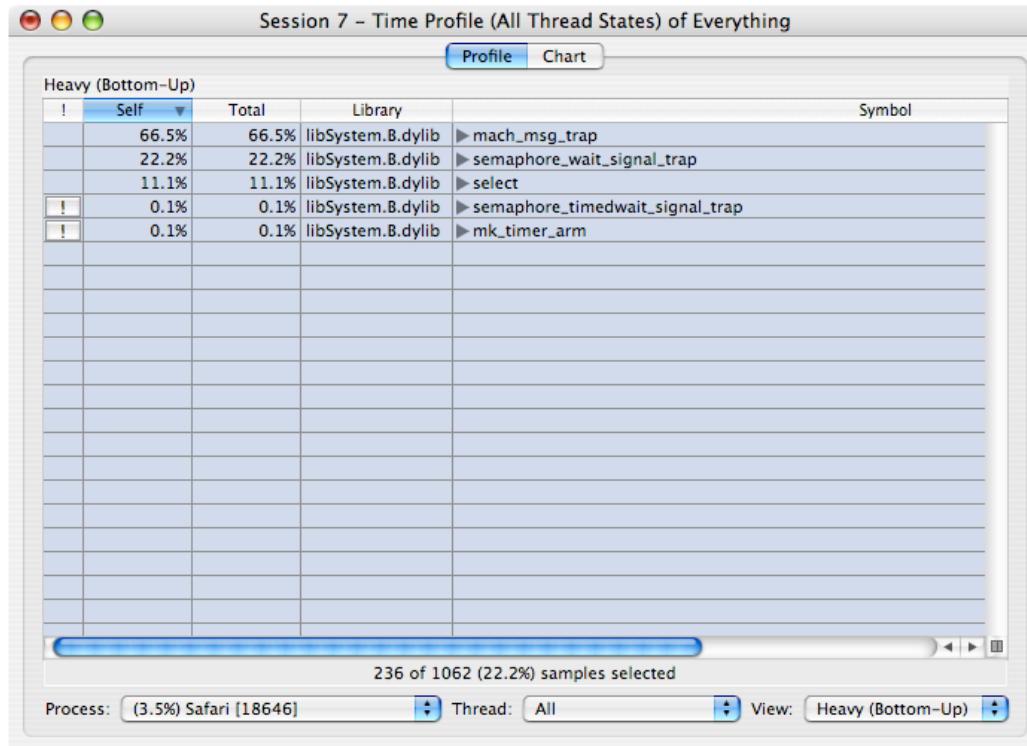 Session 7 – Time Profile (All Thread States) of Everything
Profile Chart
Heavy (Bottom-Up)
! Self Total Library Symbol
66.5% 66.5% libSystem.B.dylib mach_msg_trap
22.2% 22.2% libSystem.B.dylib semaphore_wait_signal_trap
11.1% 11.1% libSystem.B.dylib select
! 0.1% 0.1% libSystem.B.dylib semaphore_timedwait_signal_trap
! 0.1% 0.1% libSystem.B.dylib mk_timer_arm
236 of 1062 (22.2%) samples selected
Process: (3.5%) Safari [18646] Thread: All View: Heavy (Bottom-Up)